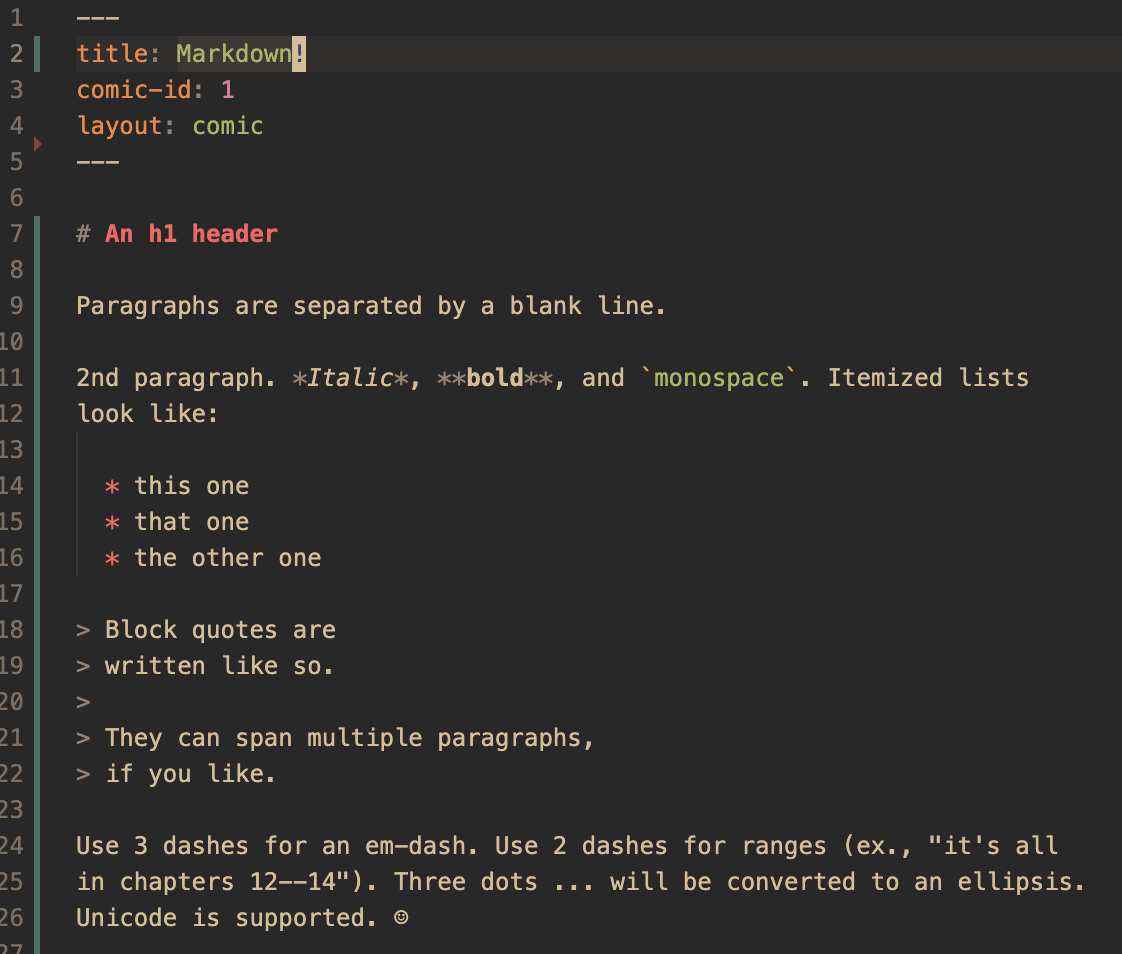 1 ---
2 title: Markdown!
3 comic-id: 1
4 layout: comic
5 ---
6
7 # An h1 header
8
9 Paragraphs are separated by a blank line.
10
11 2nd paragraph. *Italic*, **bold**, and `monospace`. Itemized lists
12 look like:
13
14 * this one
15 * that one
16 * the other one
17
18 > Block quotes are
19 > written like so.
20 >
21 > They can span multiple paragraphs,
22 > if you like.
23
24 Use 3 dashes for an em-dash. Use 2 dashes for ranges (ex., "it's all
25 in chapters 12--14"). Three dots ... will be converted to an ellipsis.
26 Unicode is supported. ☺
27